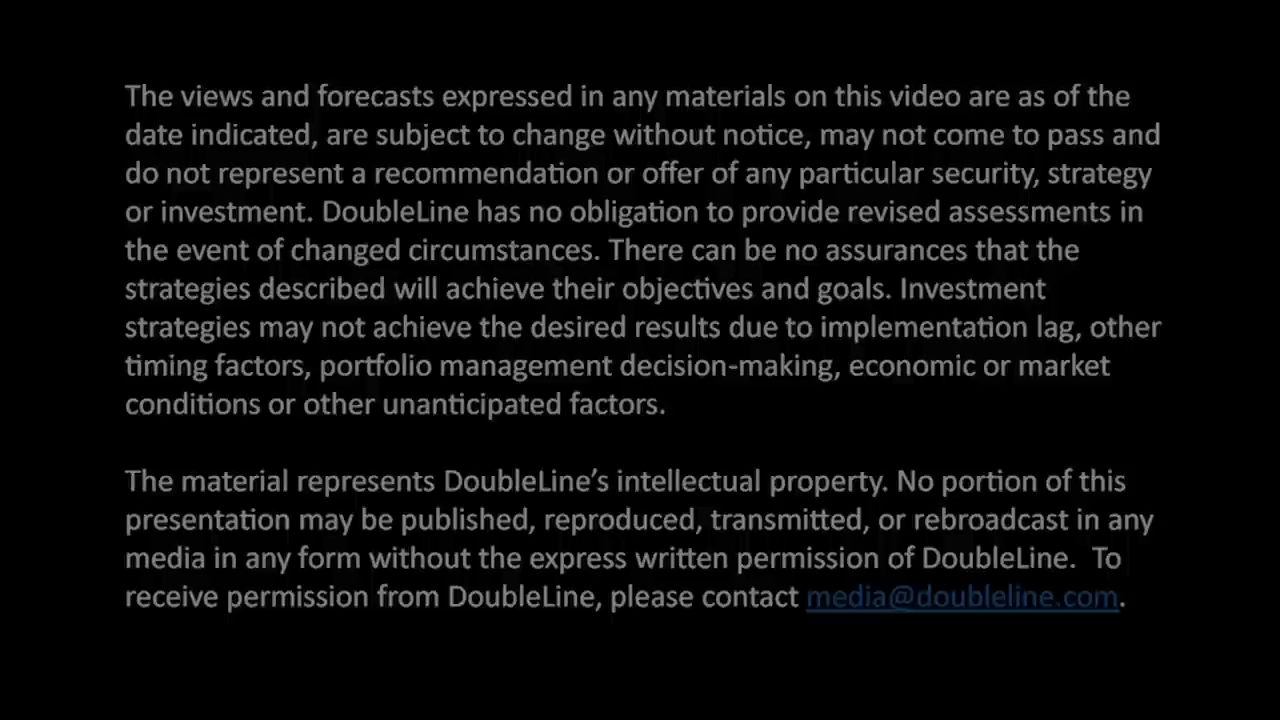 The views and forecasts expressed in any materials on this video are as of the
date indicated, are subject to change without notice, may not come to pass and
do not represent a recommendation or offer of any particular security, strategy
or investment. DoubleLine has no obligation to provide revised assessments in
the event of changed circumstances. There can be no assurances that the
strategies described will achieve their objectives and goals. Investment
strategies may not achieve the desired results due to implementation lag, other
timing factors, portfolio management decision-making, economic or market
conditions or other unanticipated factors.
The material represents DoubleLine’s intellectual property. No portion of this
presentation may be published, reproduced, transmitted, or rebroadcast in any
media in any form without the express written permission of DoubleLine.  To
receive permission from DoubleLine, please contact media@doubleline.com.